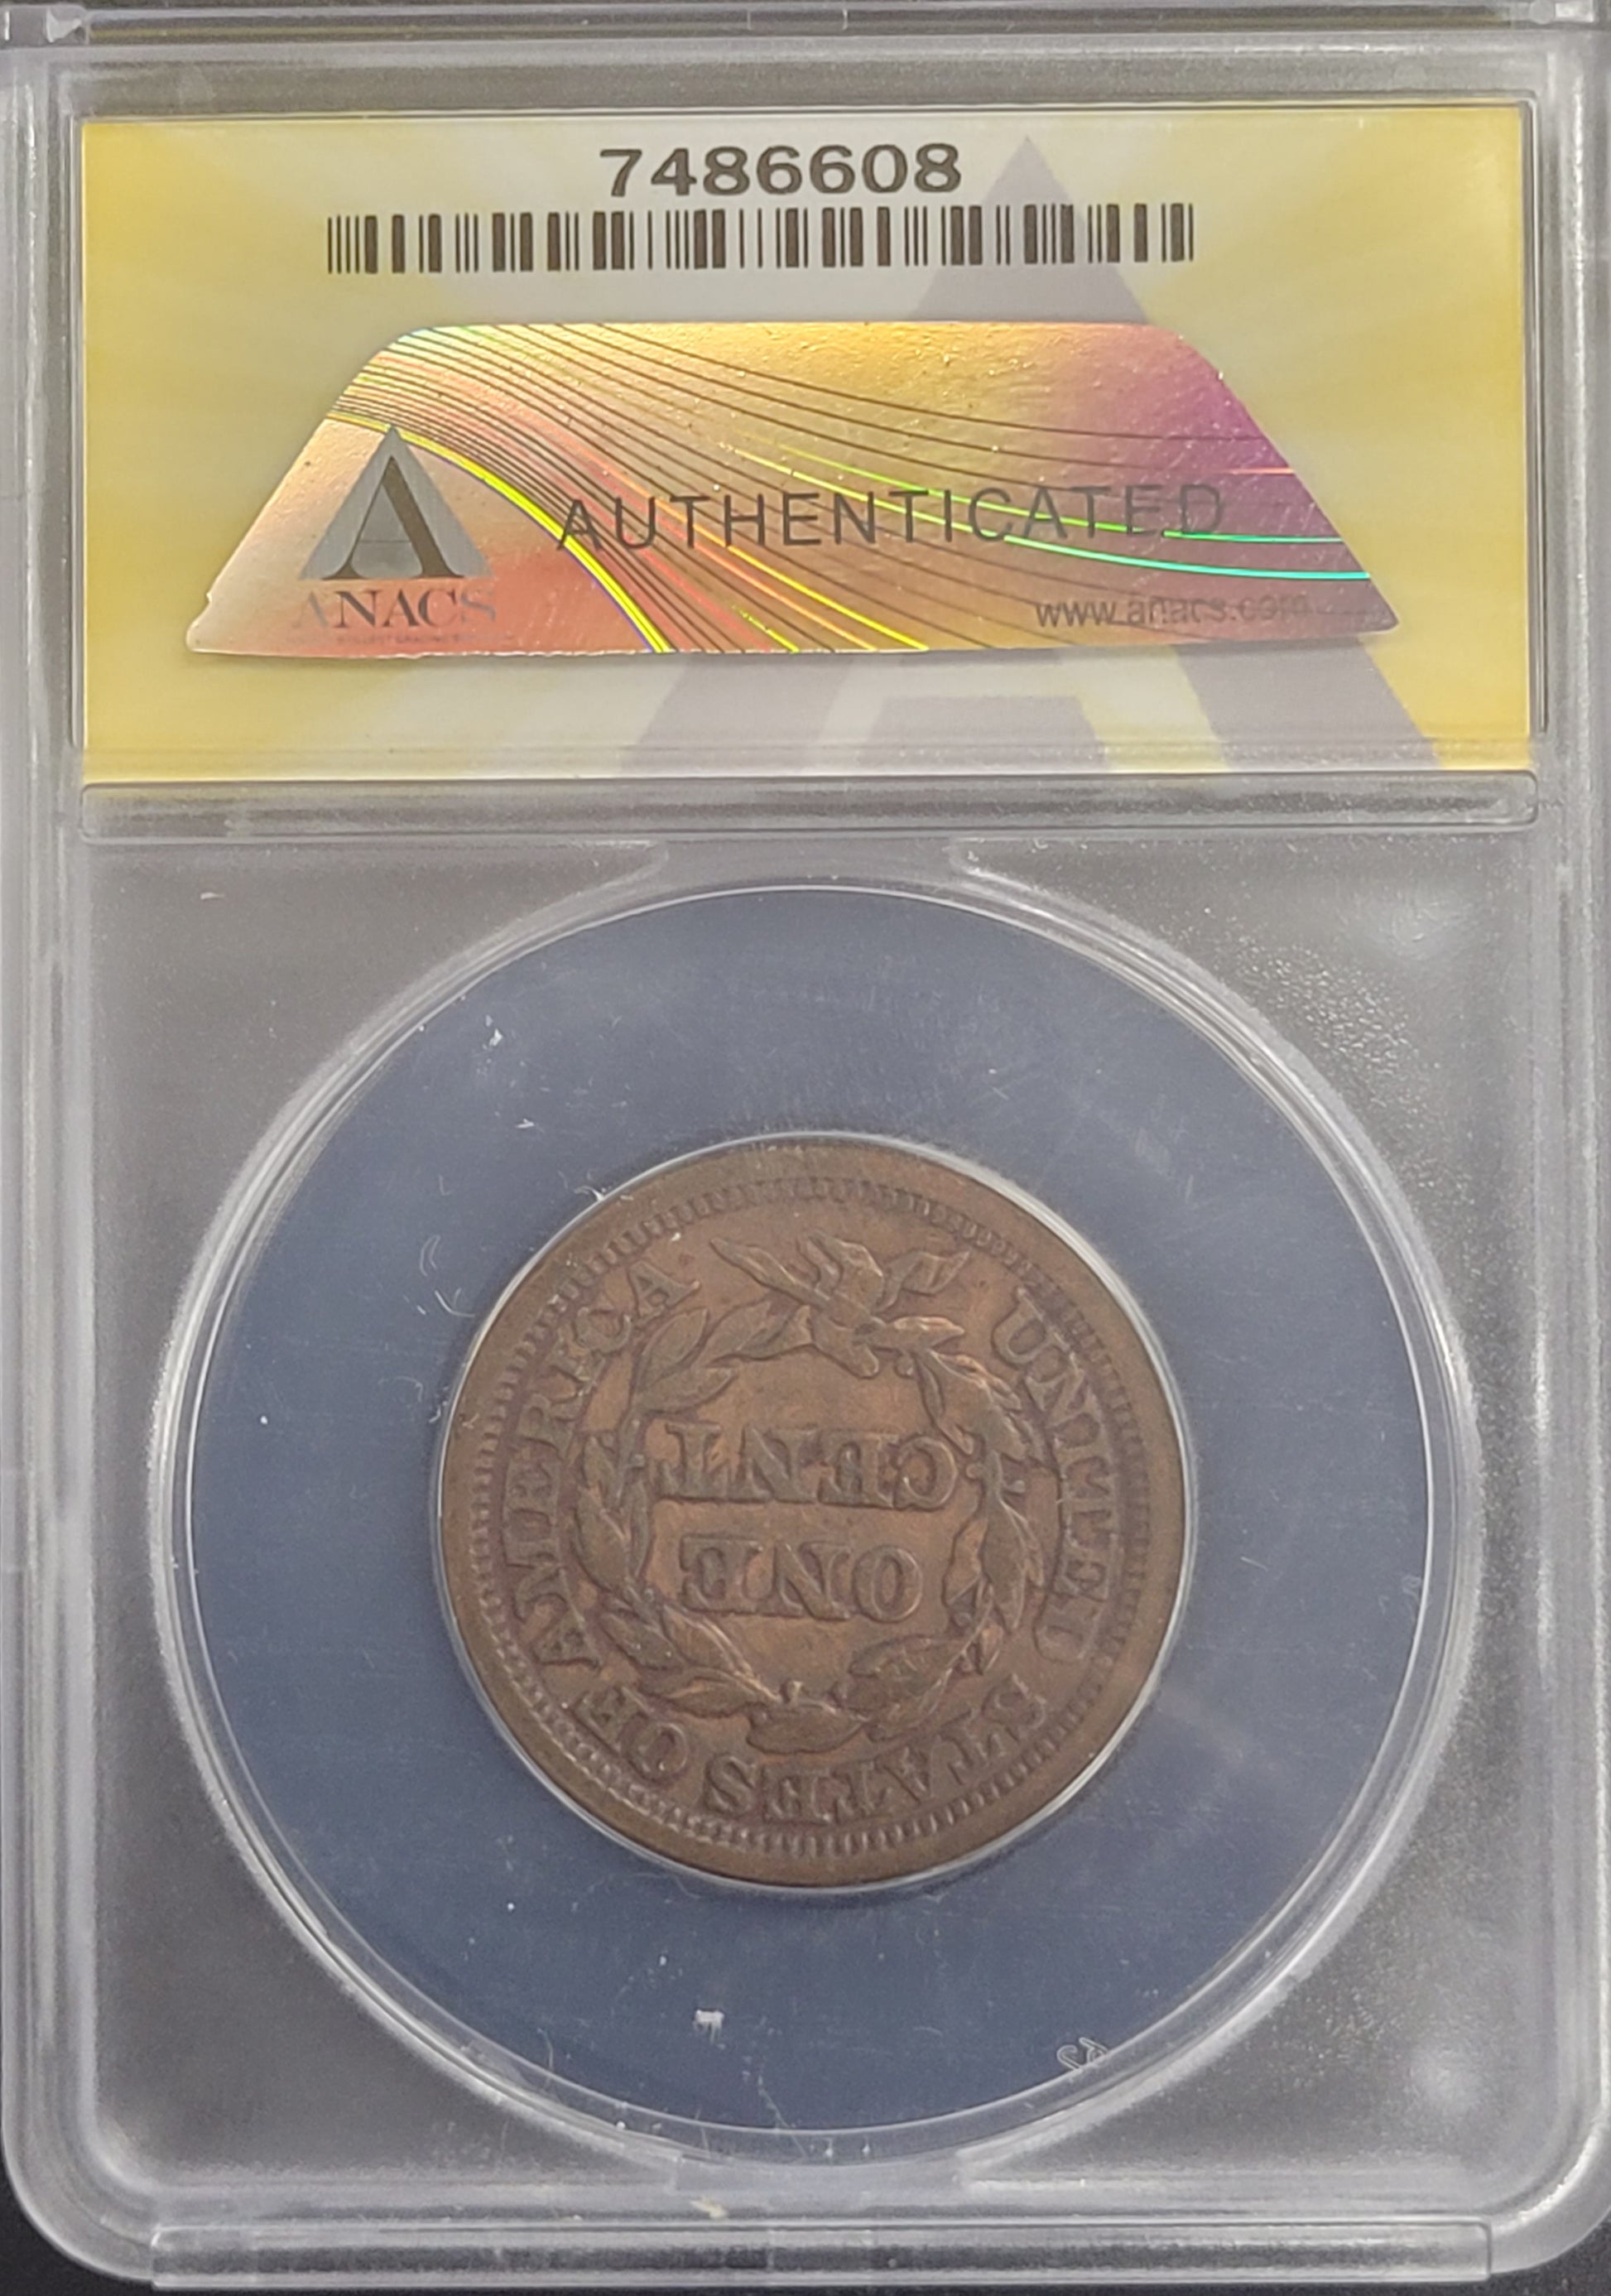 7486608
AUTHENTICATED
ANACS
www.anacs.com
UNITED STATES OF AMERICA
ONE
CENT